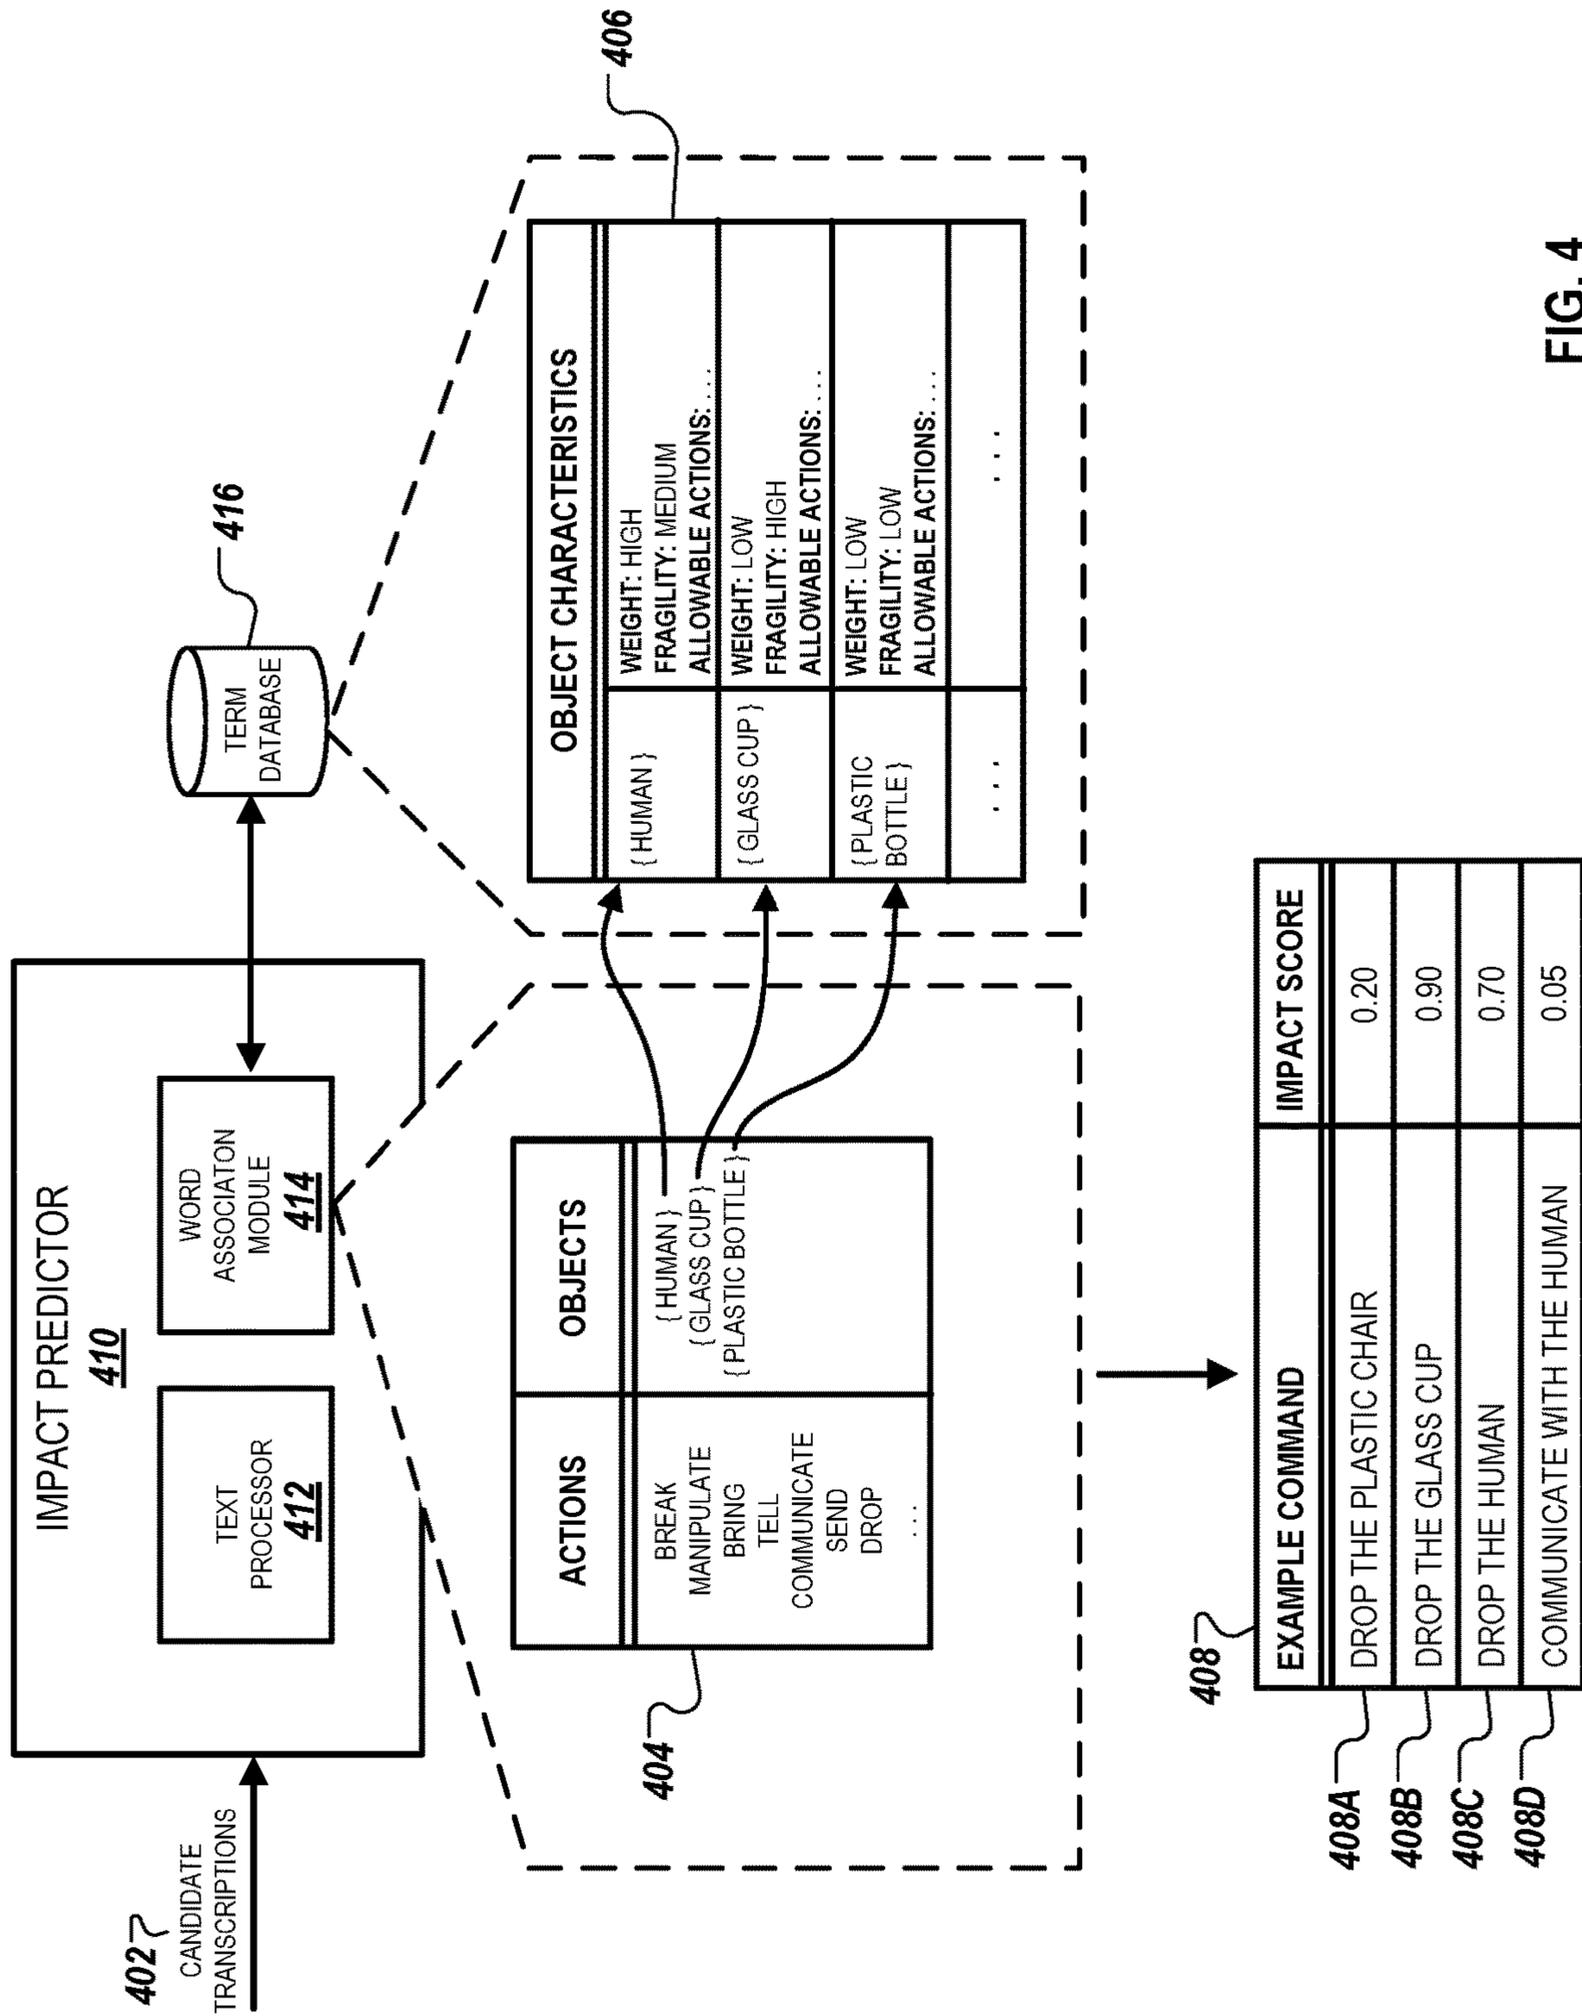 402
CANDIDATE
TRANSCRIPTIONS
IMPACT PREDICTOR
410
TEXT
PROCESSOR
412
WORD
ASSOCIATON
MODULE
414
TERM
DATABASE
416
404
ACTIONS
OBJECTS
BREAK
MANIPULATE
BRING
TELL
COMMUNICATE
SEND
DROP
...
{ HUMAN }
{ GLASS CUP }
{ PLASTIC BOTTLE }
406
OBJECT CHARACTERISTICS
{ HUMAN }
WEIGHT: HIGH
FRAGILITY: MEDIUM
ALLOWABLE ACTIONS: ...
{ GLASS CUP }
WEIGHT: LOW
FRAGILITY: HIGH
ALLOWABLE ACTIONS: ...
{ PLASTIC
BOTTLE }
WEIGHT: LOW
FRAGILITY: LOW
ALLOWABLE ACTIONS: ...
... ...
408
EXAMPLE COMMAND IMPACT SCORE
408A DROP THE PLASTIC CHAIR 0.20
408B DROP THE GLASS CUP 0.90
408C DROP THE HUMAN 0.70
408D COMMUNICATE WITH THE HUMAN 0.05
FIG. 4